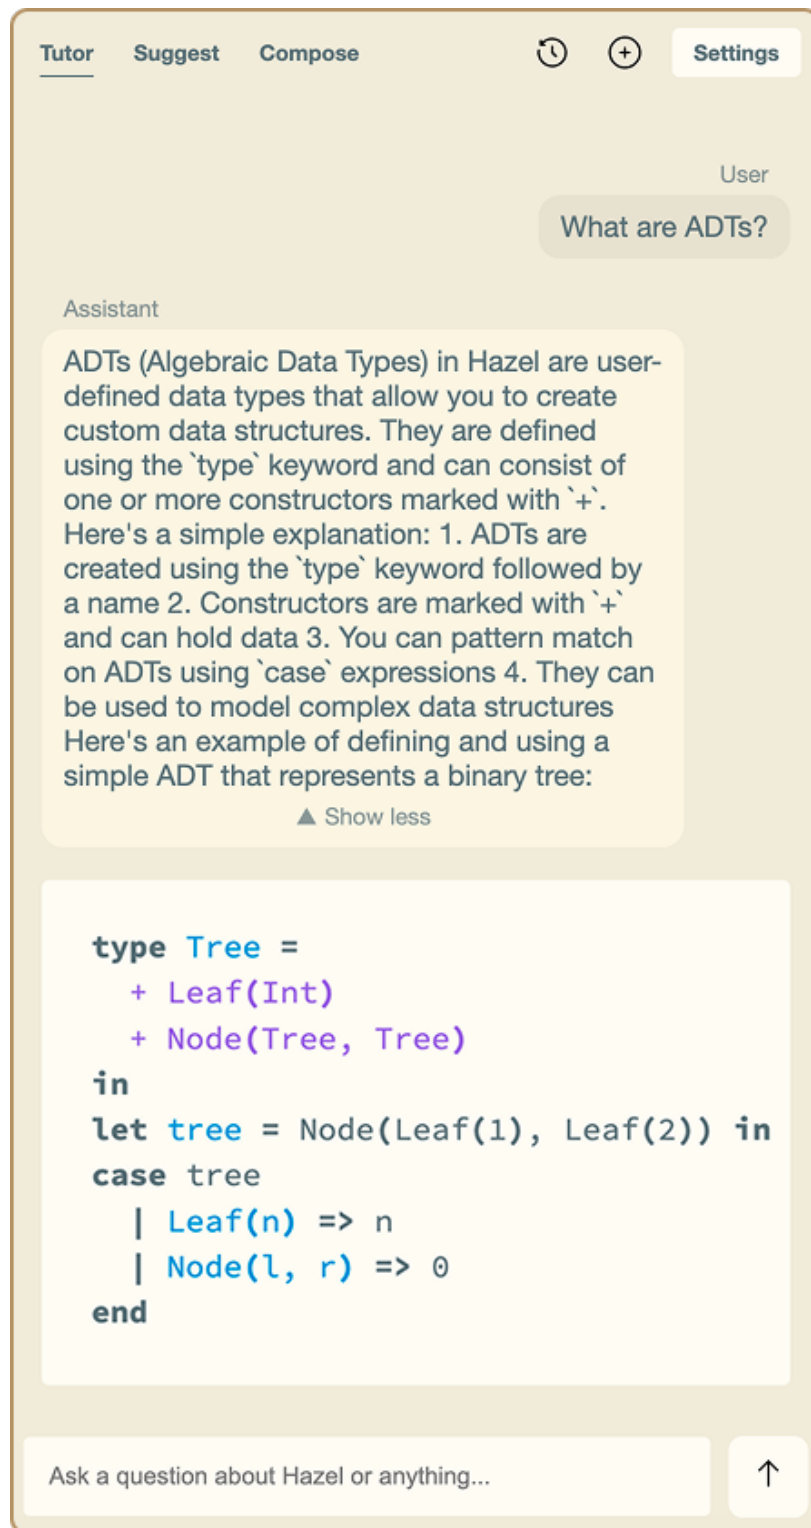 Tutor Suggest Compose Settings
User
What are ADTs?
Assistant
ADTs (Algebraic Data Types) in Hazel are user-
defined data types that allow you to create
custom data structures. They are defined
using the `type` keyword and can consist of
one or more constructors marked with `+`.
Here's a simple explanation: 1. ADTs are
created using the `type` keyword followed by
a name 2. Constructors are marked with `+`
and can hold data 3. You can pattern match
on ADTs using `case` expressions 4. They can
be used to model complex data structures
Here's an example of defining and using a
simple ADT that represents a binary tree:
▲ Show less
type Tree =
  + Leaf(Int)
  + Node(Tree, Tree)
in
let tree = Node(Leaf(1), Leaf(2)) in
case tree
  | Leaf(n) => n
  | Node(l, r) => 0
end
Ask a question about Hazel or anything...